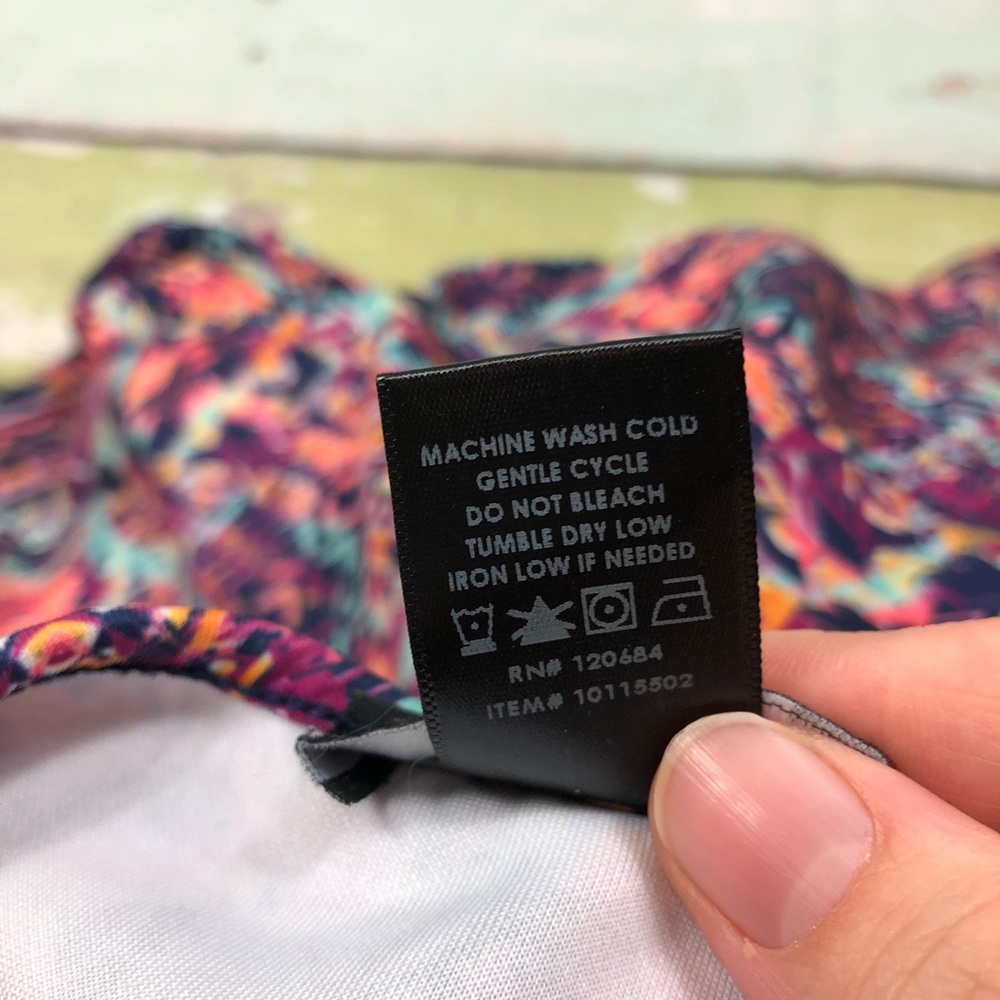 MACHINE WASH COLD
GENTLE CYCLE
DO NOT BLEACH
TUMBLE DRY LOW
IRON LOW IF NEEDED
RN# 120684
ITEM# 10115502